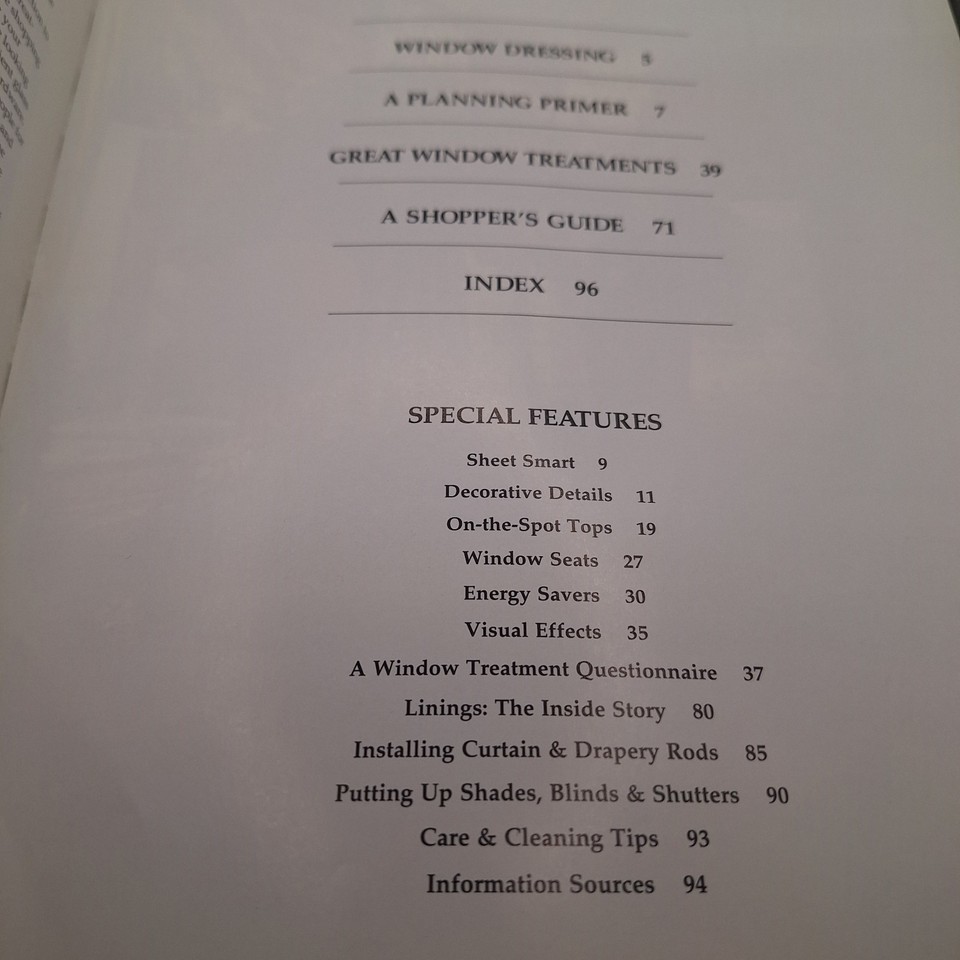 your
looking
and
WINDOW DRESSING 5
A PLANNING PRIMER 7
GREAT WINDOW TREATMENTS 39
A SHOPPER'S GUIDE 71
INDEX 96
SPECIAL FEATURES
Sheet Smart 9
Decorative Details 11
On-the-Spot Tops 19
Window Seats 27
Energy Savers 30
Visual Effects 35
A Window Treatment Questionnaire 37
Linings: The Inside Story 80
Installing Curtain & Drapery Rods 85
Putting Up Shades, Blinds & Shutters 90
Care & Cleaning Tips 93
Information Sources 94